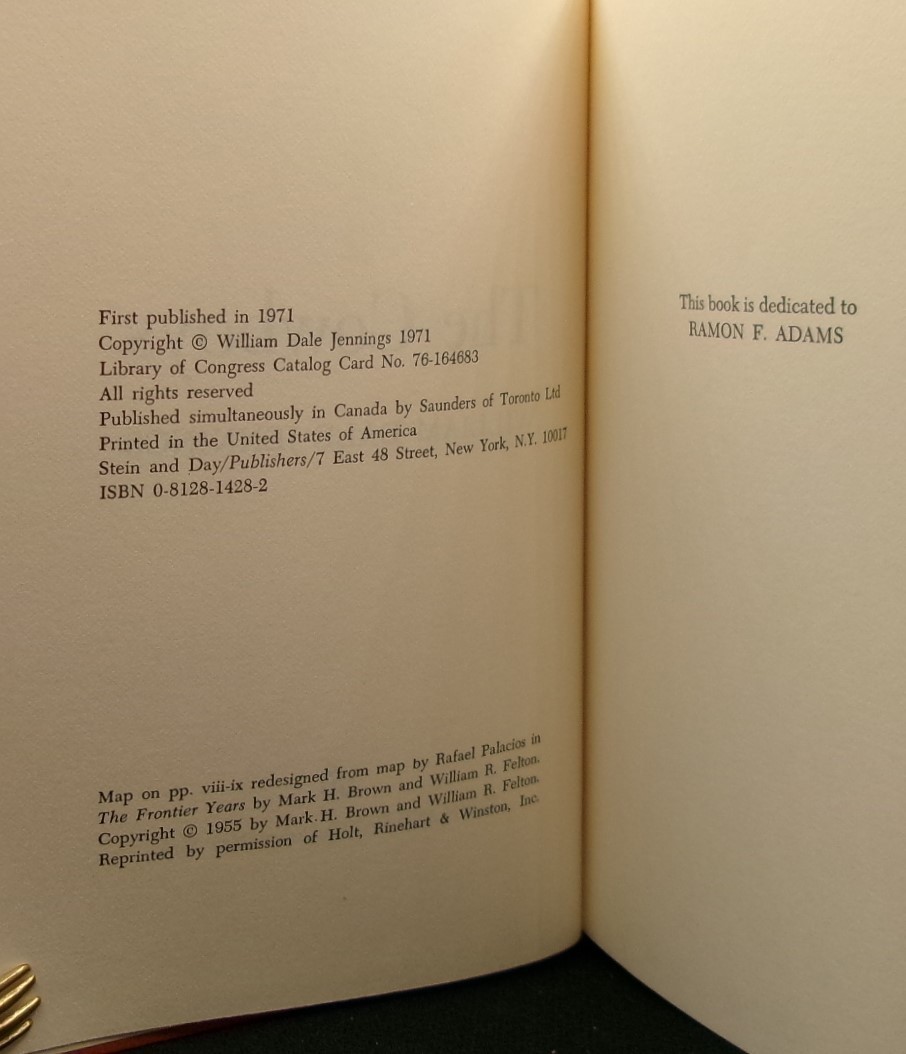 First published in 1971
Copyright © William Dale Jennings 1971
Library of Congress Catalog Card No. 76-164683
All rights reserved
Published simultaneously in Canada by Saunders of Toronto Ltd
Printed in the United States of America
Stein and Day/Publishers/7 East 48 Street, New York, N.Y. 10017
ISBN 0-8128-1428-2
Map on pp. viii-ix redesigned from map by Rafael Palacios in
The Frontier Years by Mark H. Brown and William R. Felton.
Copyright © 1955 by Mark H. Brown and William R. Felton.
Reprinted by permission of Holt, Rinehart & Winston, Inc.
This book is dedicated to
RAMON F. ADAMS